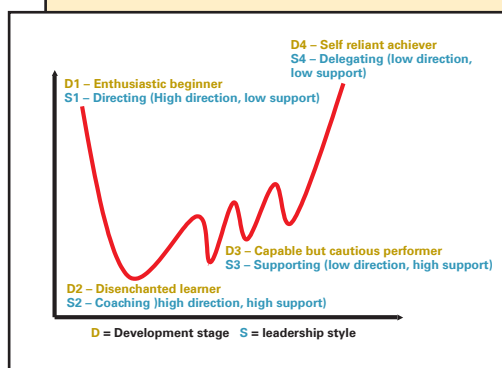 D4 – Self reliant achiever
S4 – Delegating (low direction,
low support)
D1 – Enthusiastic beginner
S1 – Directing (High direction, low support)
D3 – Capable but cautious performer
S3 – Supporting (low direction, high support)
D2 – Disenchanted learner
S2 – Coaching )high direction, high support)
D = Development stage S = leadership style